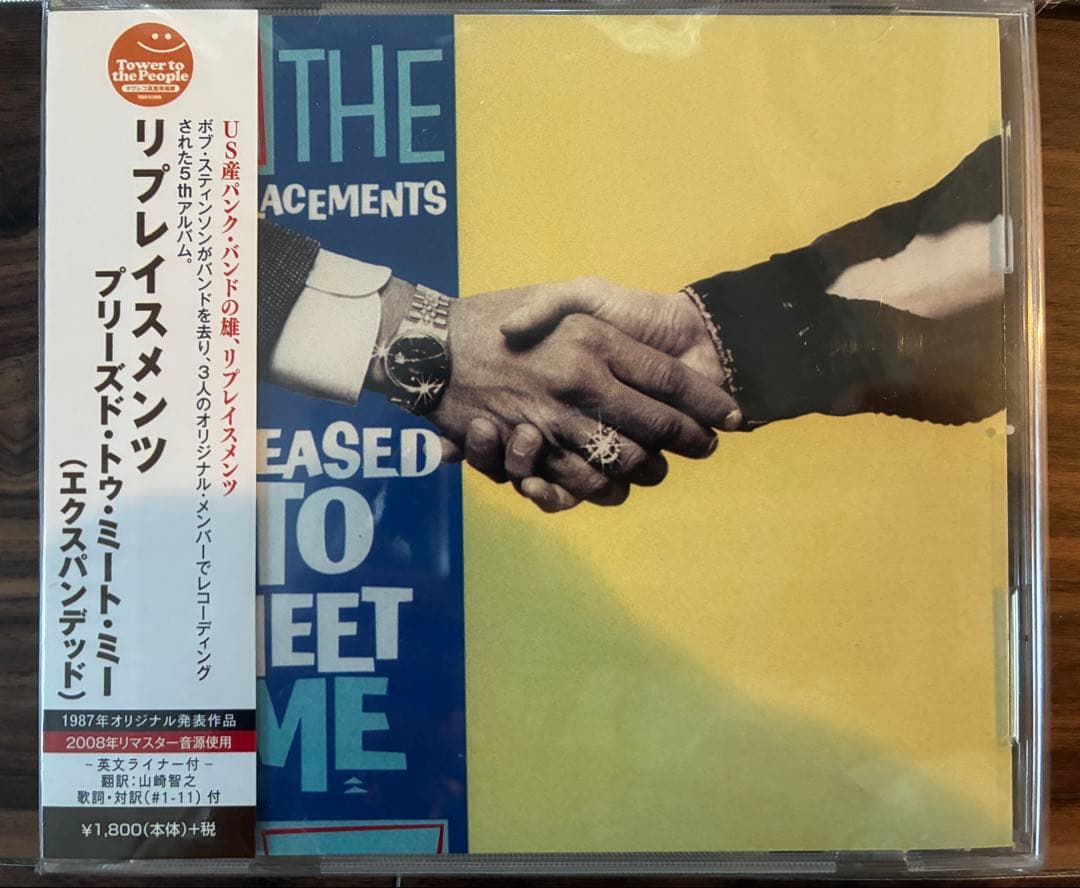 Tower to
the People
リプレイスメンツ
プリーズド・トゥ・ミート・ミー
(エクスパンデッド)
US産パンク・バンドの雄、リプレイスメンツ
ボブ・スティンソンがバンドを去り、3人のオリジナル・メンバーでレコーディング
された5thアルバム。
1987年オリジナル発表作品
2008年リマスター音源使用
–英文ライナー付–
翻訳:山崎智之
歌詞・対訳(#1-11)付
¥1,800(本体)+税
THE
LACEMENTS
EASED
TO
MEET
ME